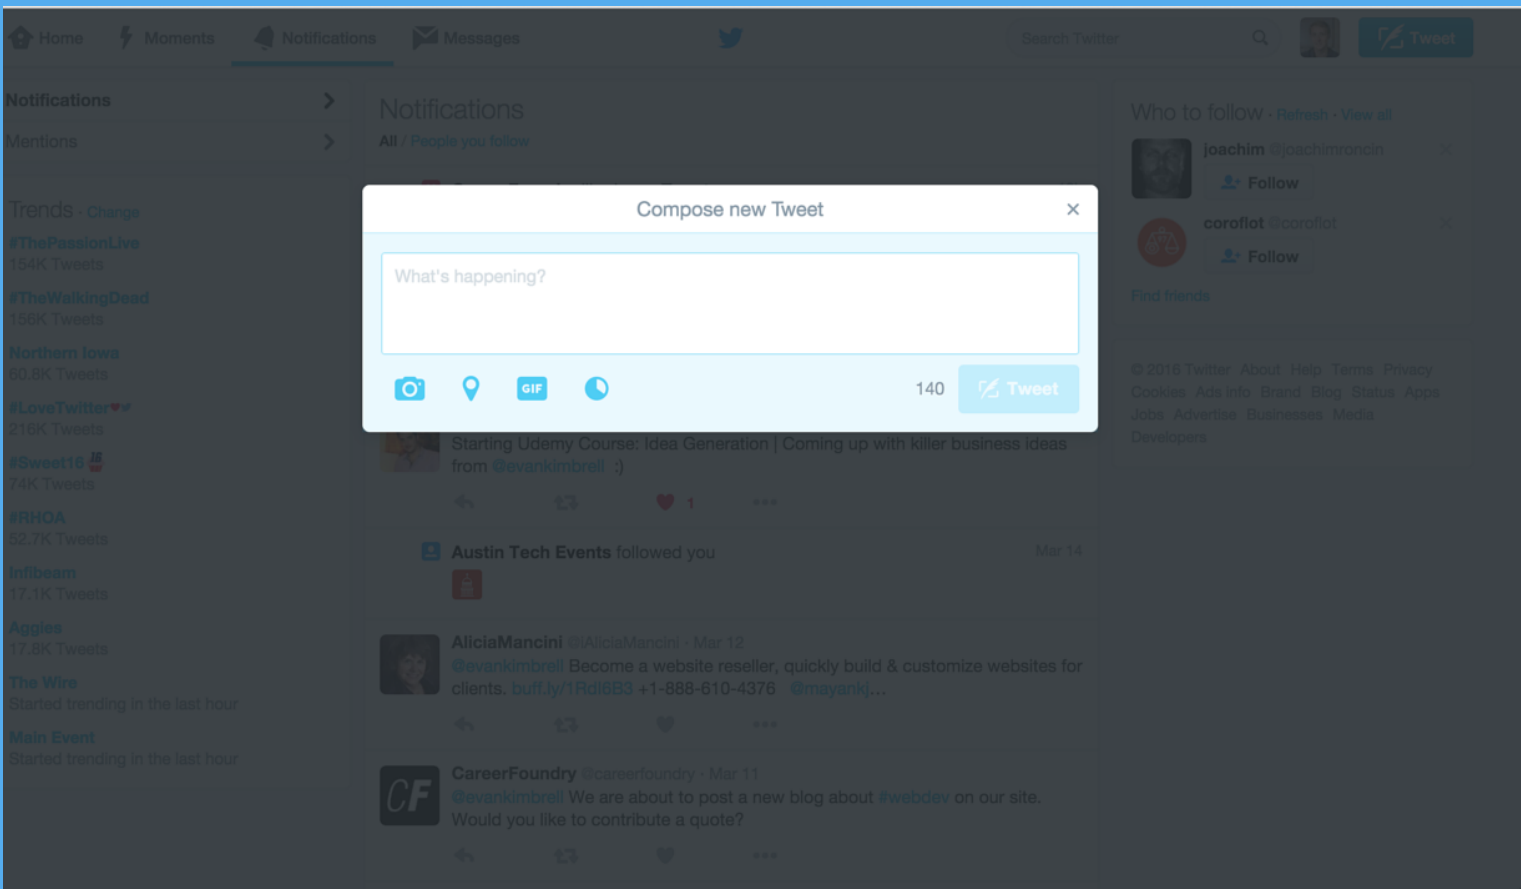 Home Moments Notifications Messages Search Twitter Tweet
Notifications
Mentions
Trends · Change
#ThePassionLive
154K Tweets
#TheWalkingDead
156K Tweets
Northern Iowa
60.8K Tweets
#LoveTwitter
216K Tweets
#Sweet16
74K Tweets
#RHOA
52.7K Tweets
Infibeam
17.1K Tweets
Aggies
17.8K Tweets
The Wire
Started trending in the last hour
Main Event
Started trending in the last hour
Notifications
All / People you follow
Compose new Tweet ×
What's happening?
GIF 140 Tweet
Starting Udemy Course: Idea Generation | Coming up with killer business ideas
from @evankimbrell :)
1
Austin Tech Events followed you Mar 14
AliciaMancini @iAliciaMancini · Mar 12
@evankimbrell Become a website reseller, quickly build & customize websites for
clients. buff.ly/1RdI6B3 +1-888-610-4376 @mayankj...
CF
CareerFoundry @careerfoundry · Mar 11
@evankimbrell We are about to post a new blog about #webdev on our site.
Would you like to contribute a quote?
Who to follow · Refresh · View all
joachim @joachimroncin
Follow
coroflot @coroflot
Follow
Find friends
© 2016 Twitter About Help Terms Privacy
Cookies Ads info Brand Blog Status Apps
Jobs Advertise Businesses Media
Developers